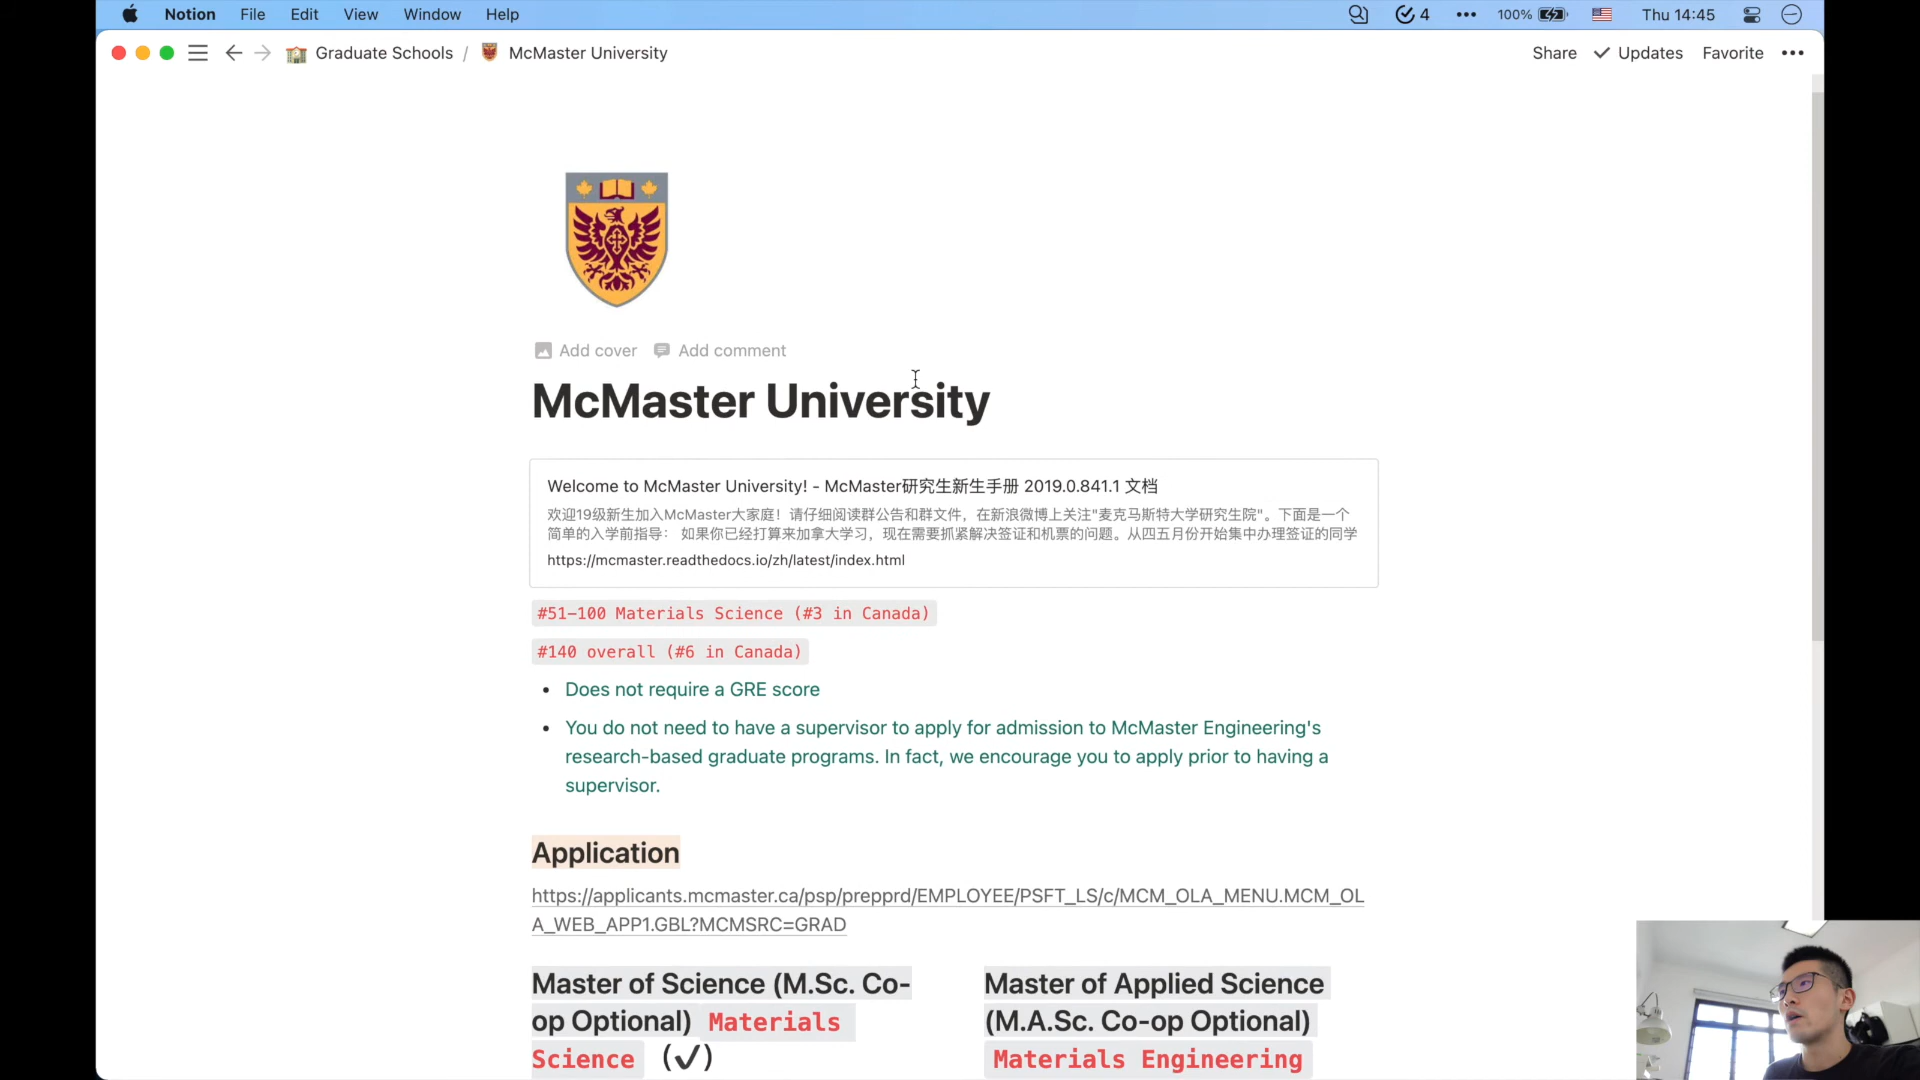 Notion File Edit View Window Help 4 100% Thu 14:45
Graduate Schools / McMaster University Share Updates Favorite
Add cover Add comment
McMaster University
Welcome to McMaster University! - McMaster研究生新生手册 2019.0.841.1 文档
欢迎19级新生加入McMaster大家庭！请仔细阅读群公告和群文件，在新浪微博上关注"麦克马斯特大学研究生院"。下面是一个
简单的入学前指导： 如果你已经打算来加拿大学习，现在需要抓紧解决签证和机票的问题。从四五月份开始集中办理签证的同学
https://mcmaster.readthedocs.io/zh/latest/index.html
#51-100 Materials Science (#3 in Canada)
#140 overall (#6 in Canada)
• Does not require a GRE score
• You do not need to have a supervisor to apply for admission to McMaster Engineering's
research-based graduate programs. In fact, we encourage you to apply prior to having a
supervisor.
Application
https://applicants.mcmaster.ca/psp/prepprd/EMPLOYEE/PSFT_LS/c/MCM_OLA_MENU.MCM_OL
A_WEB_APP1.GBL?MCMSRC=GRAD
Master of Science (M.Sc. Co-
op Optional) Materials
Science (✓)
Master of Applied Science
(M.A.Sc. Co-op Optional)
Materials Engineering